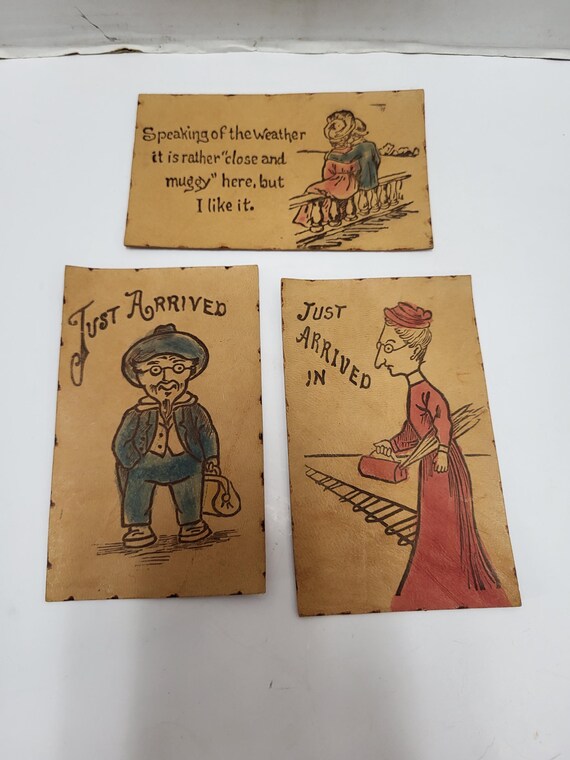 Speaking of the Weather
it is rather "close and
muggy" here, but
I like it.
JUST ARRIVED
JUST
ARRIVED
IN